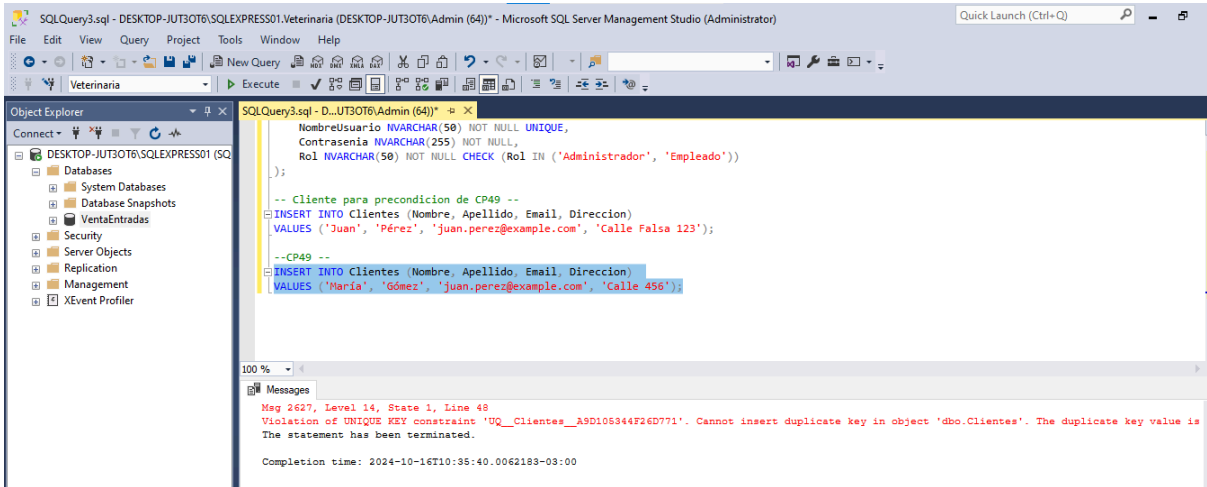 SQLQuery3.sql - DESKTOP-JUT3OT6\SQLEXPRESS01.Veterinaria (DESKTOP-JUT3OT6\Admin (64))* - Microsoft SQL Server Management Studio (Administrator)
Quick Launch (Ctrl+Q)
File Edit View Query Project Tools Window Help
New Query MDX DMX XMLA DAX
Veterinaria
Execute
Object Explorer
Connect
DESKTOP-JUT3OT6\SQLEXPRESS01 (SQ
Databases
System Databases
Database Snapshots
VentaEntradas
Security
Server Objects
Replication
Management
XEvent Profiler
SQLQuery3.sql - D...UT3OT6\Admin (64))*
NombreUsuario NVARCHAR(50) NOT NULL UNIQUE,
Contrasenia NVARCHAR(255) NOT NULL,
Rol NVARCHAR(50) NOT NULL CHECK (Rol IN ('Administrador', 'Empleado'))
);
-- Cliente para precondicion de CP49 --
INSERT INTO Clientes (Nombre, Apellido, Email, Direccion)
VALUES ('Juan', 'Pérez', 'juan.perez@example.com', 'Calle Falsa 123');
--CP49 --
INSERT INTO Clientes (Nombre, Apellido, Email, Direccion)
VALUES ('María', 'Gómez', 'juan.perez@example.com', 'Calle 456');
100 %
Messages
Msg 2627, Level 14, State 1, Line 48
Violation of UNIQUE KEY constraint 'UQ__Clientes__A9D105344F26D771'. Cannot insert duplicate key in object 'dbo.Clientes'. The duplicate key value is
The statement has been terminated.
Completion time: 2024-10-16T10:35:40.0062183-03:00